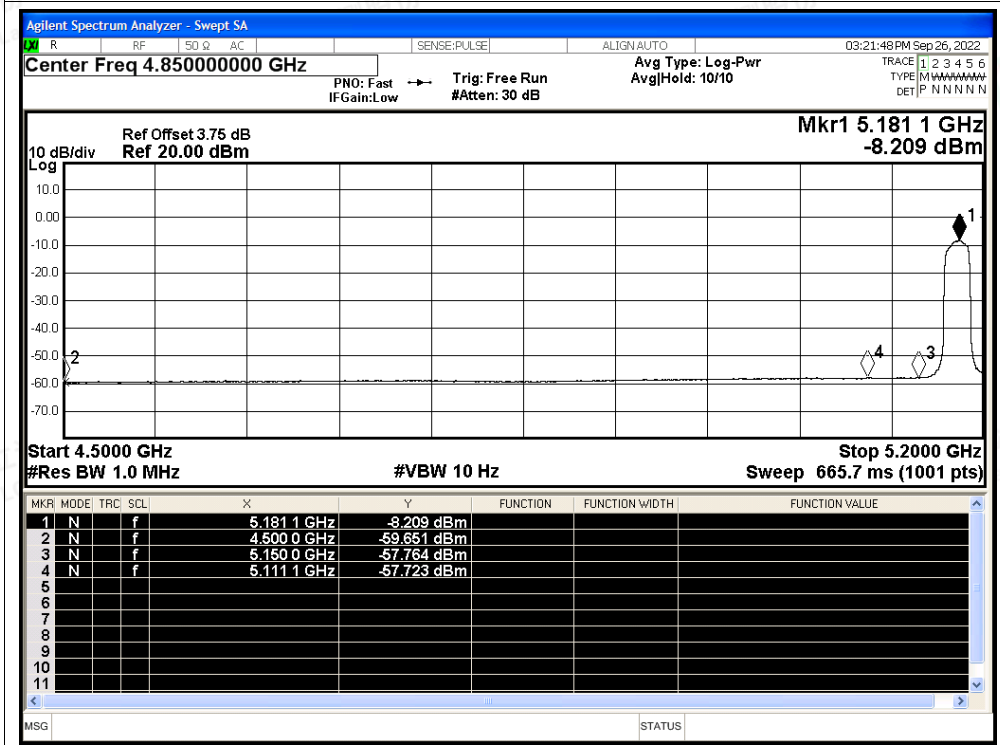 Agilent Spectrum Analyzer - Swept SA
LXI R RF 50 Ω AC SENSE:PULSE ALIGN AUTO 03:21:48 PM Sep 26, 2022
Center Freq 4.850000000 GHz
PNO: Fast Trig: Free Run Avg Type: Log-Pwr TRACE 1 2 3 4 5 6
IFGain:Low #Atten: 30 dB Avg|Hold: 10/10 TYPE MWWWWW
DET P N N N N N
Ref Offset 3.75 dB Mkr1 5.181 1 GHz
10 dB/div Ref 20.00 dBm -8.209 dBm
Log
10.0
0.00
1
-10.0
-20.0
-30.0
-40.0
-50.0
2 4 3
-60.0
-70.0
Start 4.5000 GHz Stop 5.2000 GHz
#Res BW 1.0 MHz #VBW 10 Hz Sweep 665.7 ms (1001 pts)
MKR MODE TRC SCL X Y FUNCTION FUNCTION WIDTH FUNCTION VALUE
1 N f 5.181 1 GHz -8.209 dBm
2 N f 4.500 0 GHz -59.651 dBm
3 N f 5.150 0 GHz -57.764 dBm
4 N f 5.111 1 GHz -57.723 dBm
5
6
7
8
9
10
11
MSG STATUS